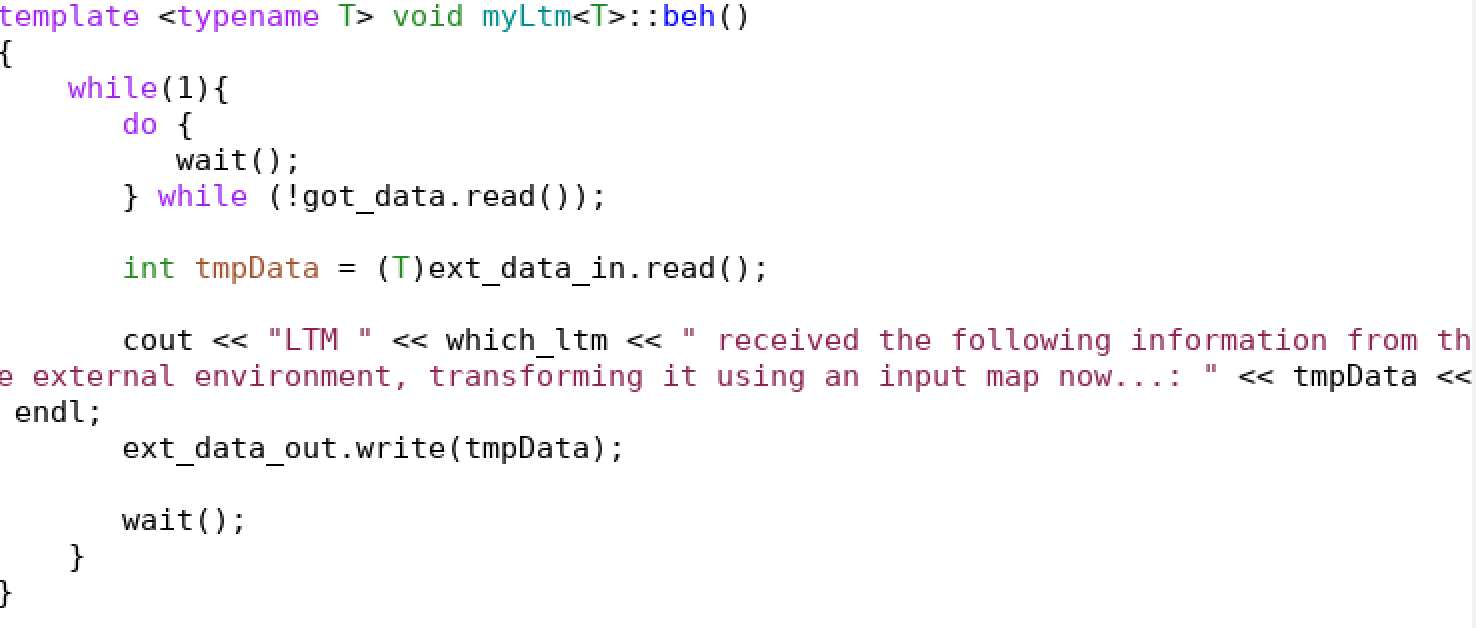 template <typename T> void myLtm<T>::beh()
{
    while(1){
       do {
          wait();
       } while (!got_data.read());

       int tmpData = (T)ext_data_in.read();

       cout << "LTM " << which_ltm << " received the following information from th
e external environment, transforming it using an input map now...: " << tmpData <<
 endl;
       ext_data_out.write(tmpData);

       wait();
    }
}